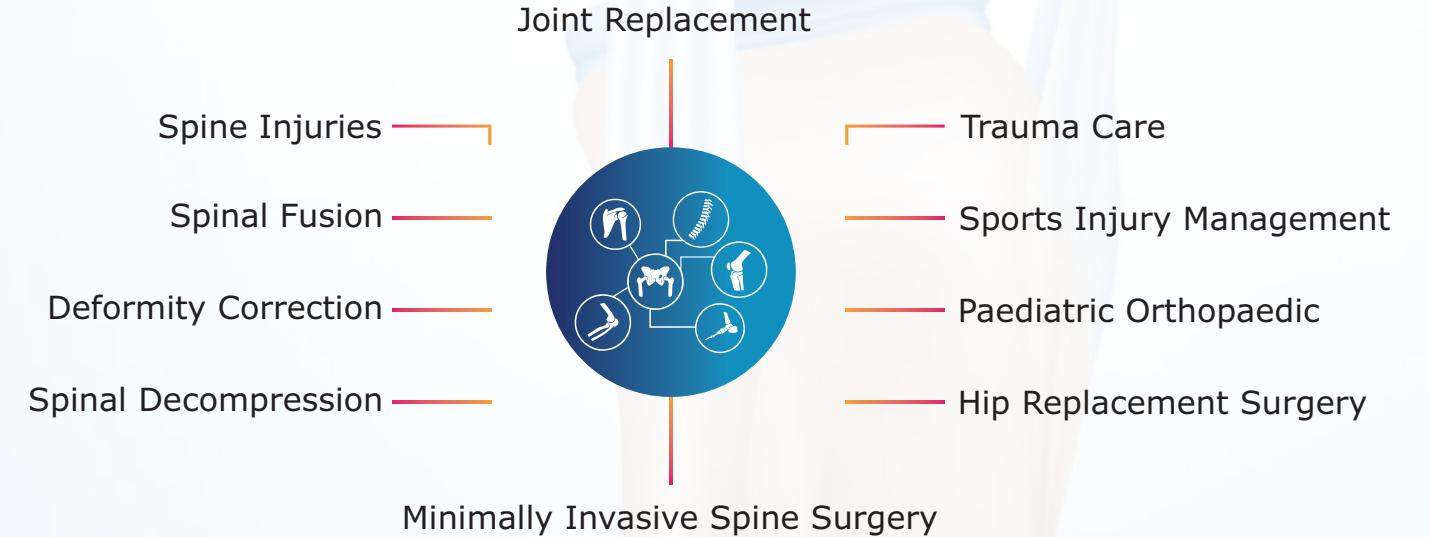 Joint Replacement
Spine Injuries
Spinal Fusion
Deformity Correction
Spinal Decompression
Trauma Care
Sports Injury Management
Paediatric Orthopaedic
Hip Replacement Surgery
Minimally Invasive Spine Surgery